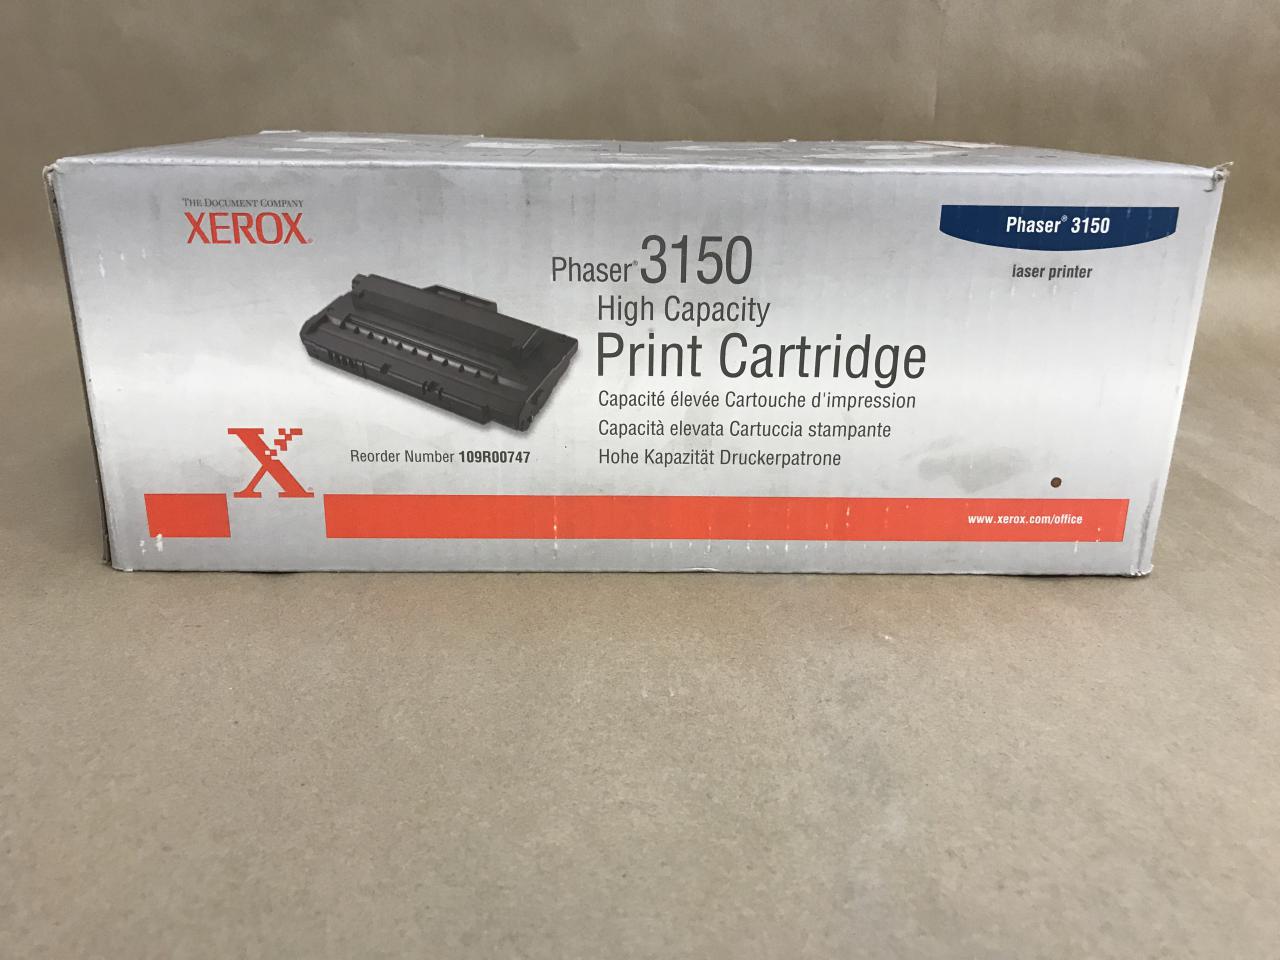 THE DOCUMENT COMPANY
XEROX®
Phaser® 3150
High Capacity
Print Cartridge
Capacité élevée Cartouche d'impression
Capacità elevata Cartuccia stampante
Hohe Kapazität Druckerpatrone
Reorder Number 109R00747
Phaser® 3150
laser printer
X®
www.xerox.com/office